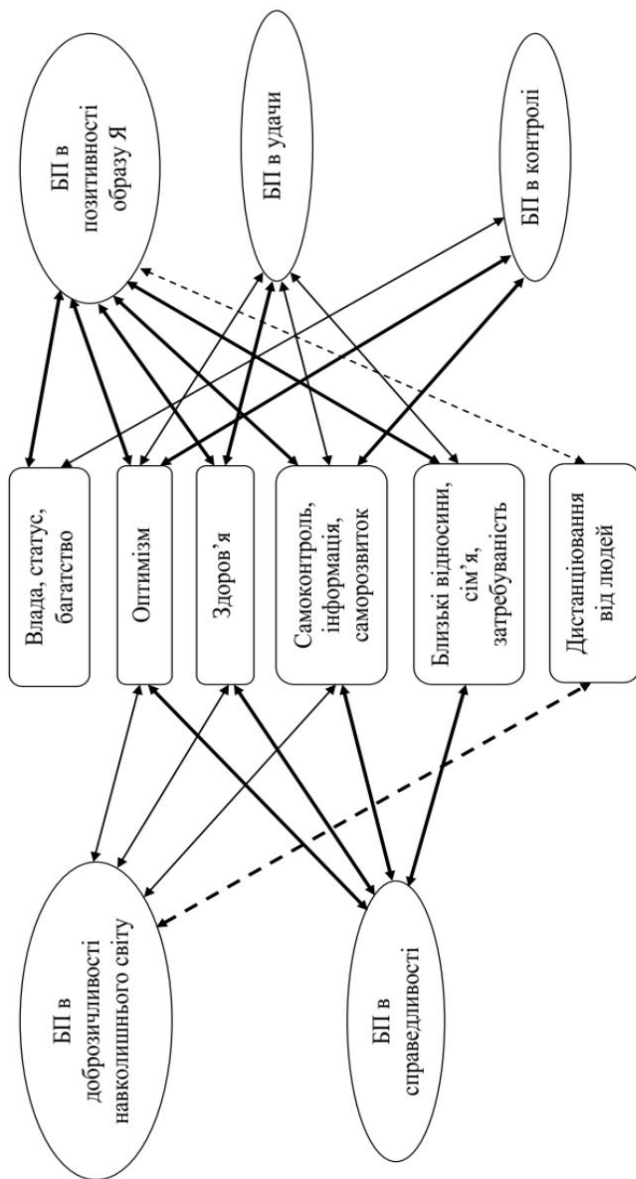 БП в
доброзичливості
навколишнього світу
БП в
справедливості
Влада, статус,
багатство
Оптимізм
Здоров’я
Самоконтроль,
інформація,
саморозвиток
Близькі відносини,
сім’я,
затребуваність
Дистанціювання
від людей
БП в
позитивності
образу Я
БП в удачи
БП в контролі